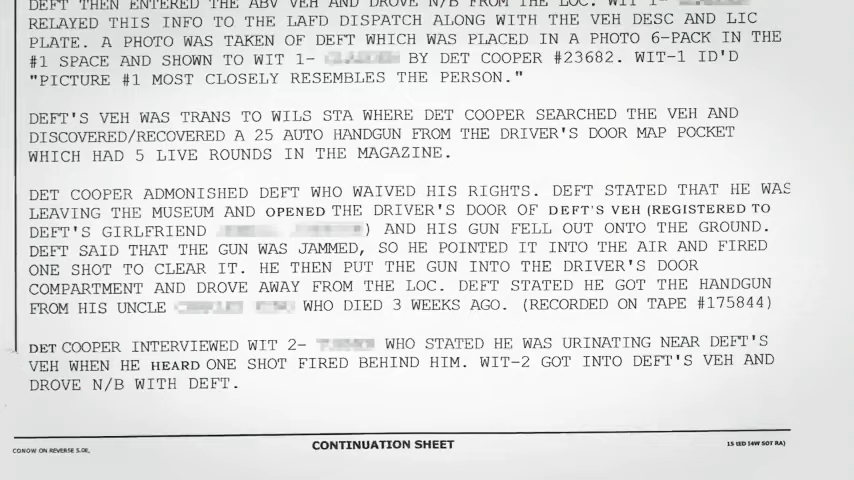 DEFT THEN ENTERED THE ABV VEH AND DROVE N/B FROM THE LOC. WIT 1-
RELAYED THIS INFO TO THE LAFD DISPATCH ALONG WITH THE VEH DESC AND LIC
PLATE. A PHOTO WAS TAKEN OF DEFT WHICH WAS PLACED IN A PHOTO 6-PACK IN THE
#1 SPACE AND SHOWN TO WIT 1- BY DET COOPER #23682. WIT-1 ID'D
"PICTURE #1 MOST CLOSELY RESEMBLES THE PERSON."
DEFT'S VEH WAS TRANS TO WILS STA WHERE DET COOPER SEARCHED THE VEH AND
DISCOVERED/RECOVERED A 25 AUTO HANDGUN FROM THE DRIVER'S DOOR MAP POCKET
WHICH HAD 5 LIVE ROUNDS IN THE MAGAZINE.
DET COOPER ADMONISHED DEFT WHO WAIVED HIS RIGHTS. DEFT STATED THAT HE WAS
LEAVING THE MUSEUM AND OPENED THE DRIVER'S DOOR OF DEFT'S VEH (REGISTERED TO
DEFT'S GIRLFRIEND ) AND HIS GUN FELL OUT ONTO THE GROUND.
DEFT SAID THAT THE GUN WAS JAMMED, SO HE POINTED IT INTO THE AIR AND FIRED
ONE SHOT TO CLEAR IT. HE THEN PUT THE GUN INTO THE DRIVER'S DOOR
COMPARTMENT AND DROVE AWAY FROM THE LOC. DEFT STATED HE GOT THE HANDGUN
FROM HIS UNCLE WHO DIED 3 WEEKS AGO. (RECORDED ON TAPE #175844)
DET COOPER INTERVIEWED WIT 2- WHO STATED HE WAS URINATING NEAR DEFT'S
VEH WHEN HE HEARD ONE SHOT FIRED BEHIND HIM. WIT-2 GOT INTO DEFT'S VEH AND
DROVE N/B WITH DEFT.
CONTINUATION SHEET
ON REVERSE